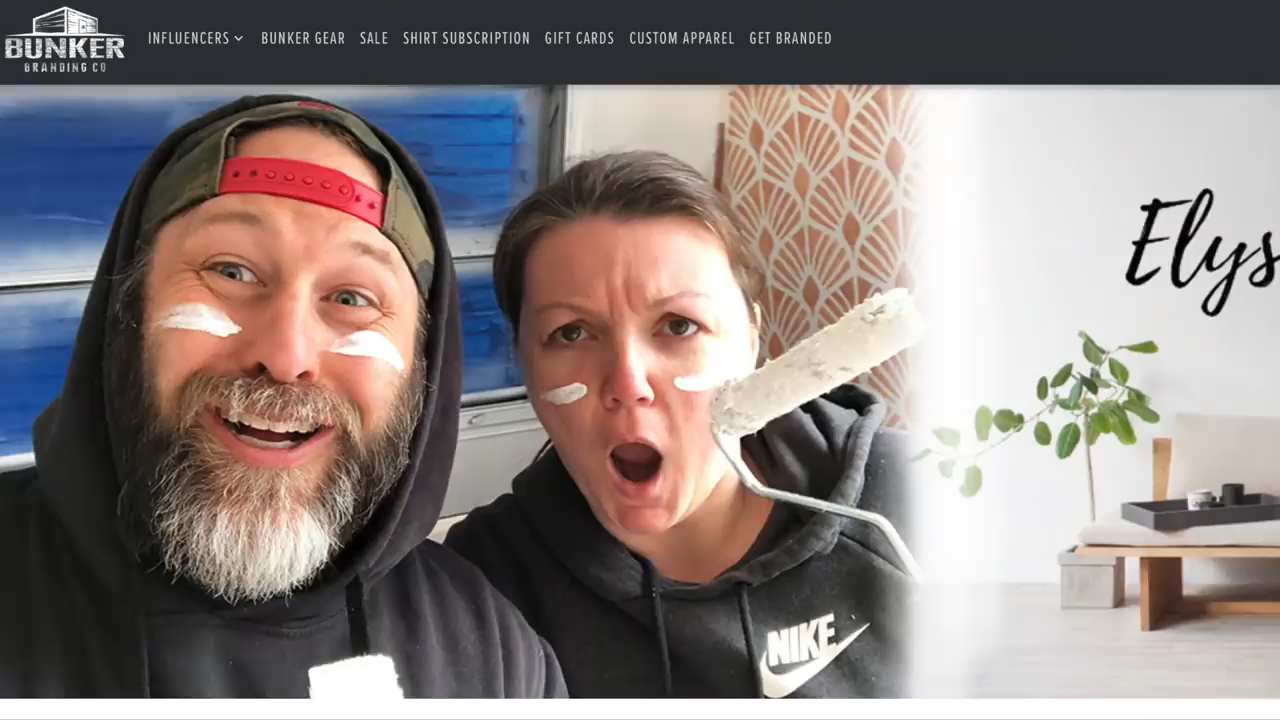 BUNKER
BRANDING CO
INFLUENCERS
BUNKER GEAR
SALE
SHIRT SUBSCRIPTION
GIFT CARDS
CUSTOM APPAREL
GET BRANDED
Elys
NIKE